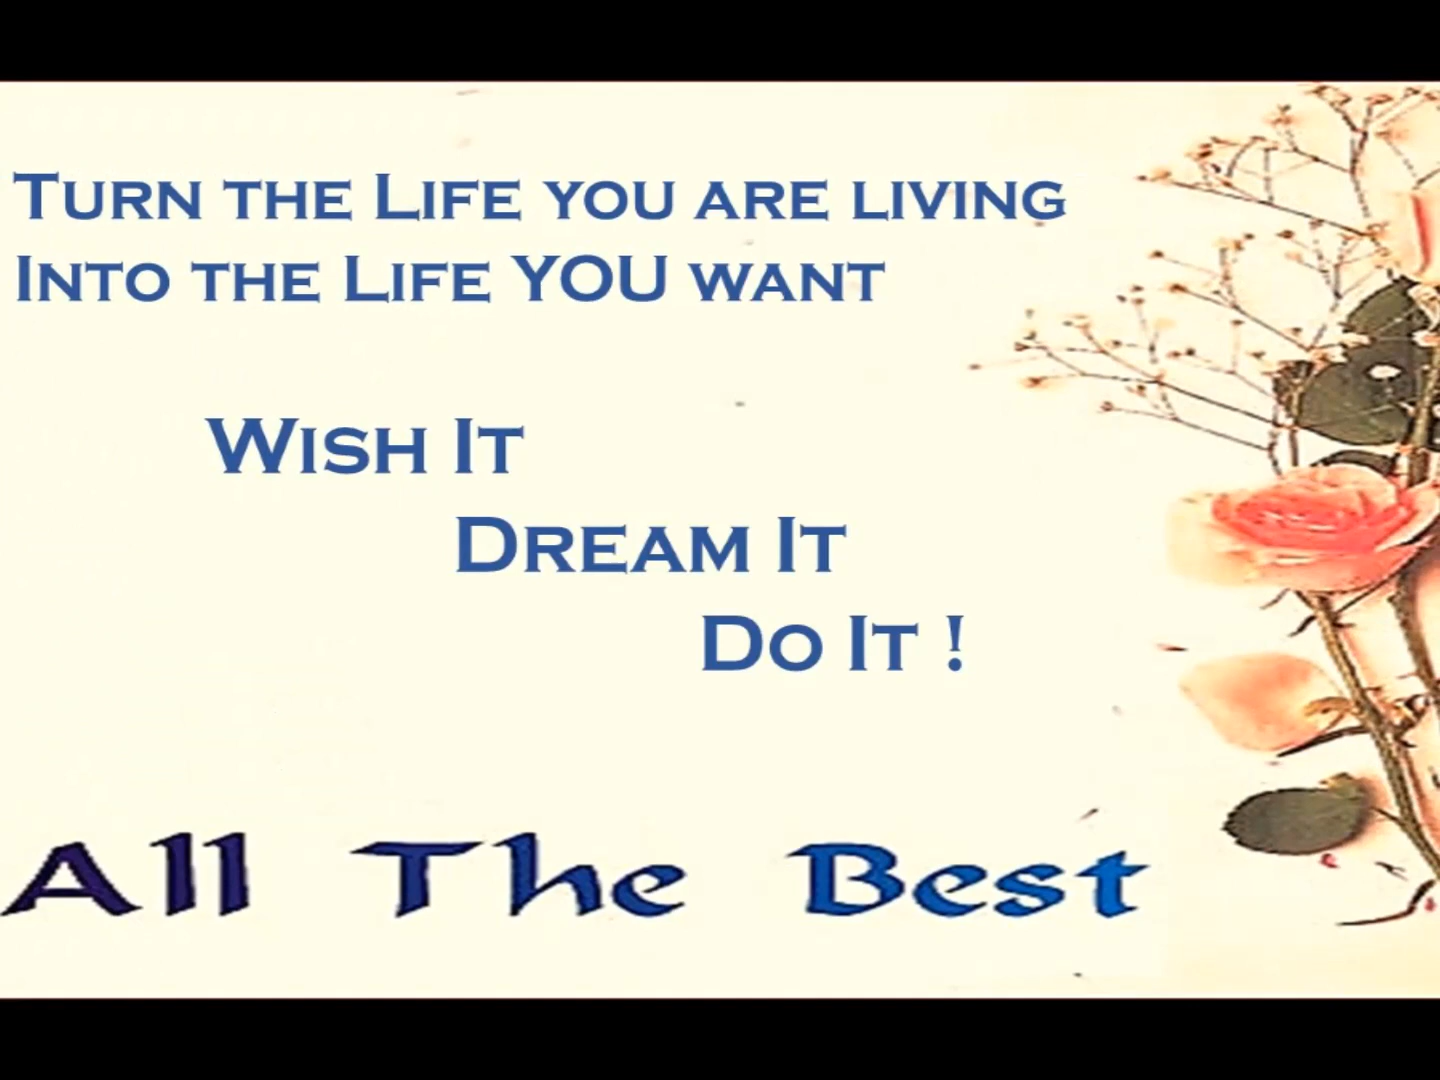 Turn the Life you are living
Into the Life YOU want
Wish It
Dream It
Do It !
All The Best